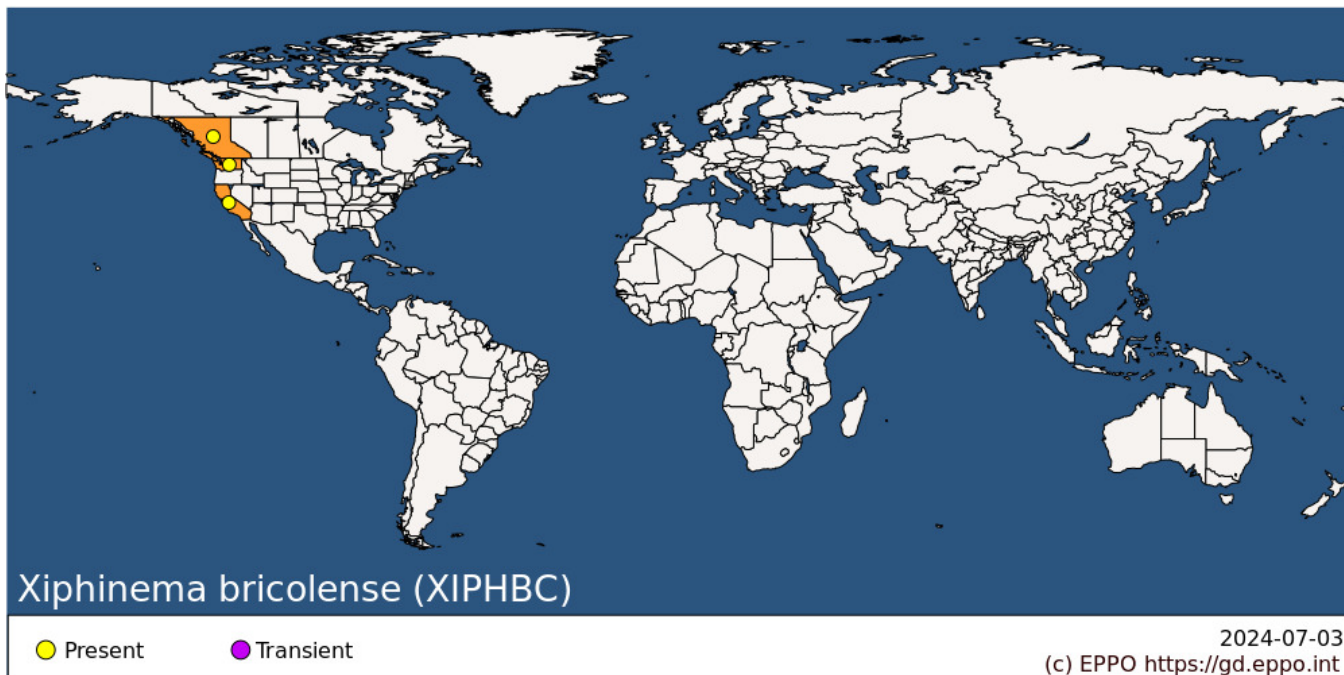 Xiphinema bricolense (XIPHBC)
Present
Transient
2024-07-03
(c) EPPO https://gd.eppo.int